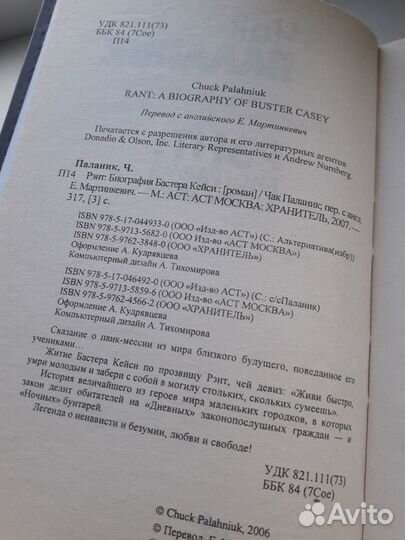 УДК 821.111(73)
ББК 84 (7Сое)
П14
Chuck Palahniuk
RANT: A BIOGRAPHY OF BUSTER CASEY
Перевод с английского Е. Мартинкевич
Печатается с разрешения автора и его литературных агентов
Donadio & Olson, Inc. Literary Representatives и Andrew Nurnberg.
Паланик, Ч.
П14 Рэнт: Биография Бастера Кейси : [роман] / Чак Паланик; пер. с англ.
Е. Мартинкевич. — М.: АСТ: АСТ МОСКВА: ХРАНИТЕЛЬ, 2007. —
317, [3] с.
ISBN 978-5-17-044933-0 (ООО «Изд-во АСТ») (С.: Альтернатива(избр))
ISBN 978-5-9713-5682-0 (ООО Изд-во «АСТ МОСКВА»)
ISBN 978-5-9762-3848-0 (ООО «ХРАНИТЕЛЬ»)
Оформление А. Кудрявцева
Компьютерный дизайн А. Тихомирова
ISBN 978-5-17-046492-0 (ООО «Изд-во АСТ») (С.: с/сПаланик)
ISBN 978-5-9713-5859-6 (ООО Изд-во «АСТ МОСКВА»)
ISBN 978-5-9762-4566-2 (ООО «ХРАНИТЕЛЬ»)
Оформление А. Кудрявцева
Компьютерный дизайн А. Тихомирова
Сказание о панк-мессии из мира близкого будущего, поведанное его
учениками...
Житие Бастера Кейси по прозвищу Рэнт, чей девиз: «Живи быстро,
умри молодым и забери с собой в могилу стольких, скольких сумеешь».
История величайшего из героев мира маленьких городков, в которых
закон делит обитателей на «Дневных» законопослушных граждан — и
«Ночных» бунтарей.
Легенда о ненависти и безумии, любви и свободе!
УДК 821.111(73)
ББК 84 (7Сое)
© Chuck Palahniuk, 2006
© Перевод.
Avito